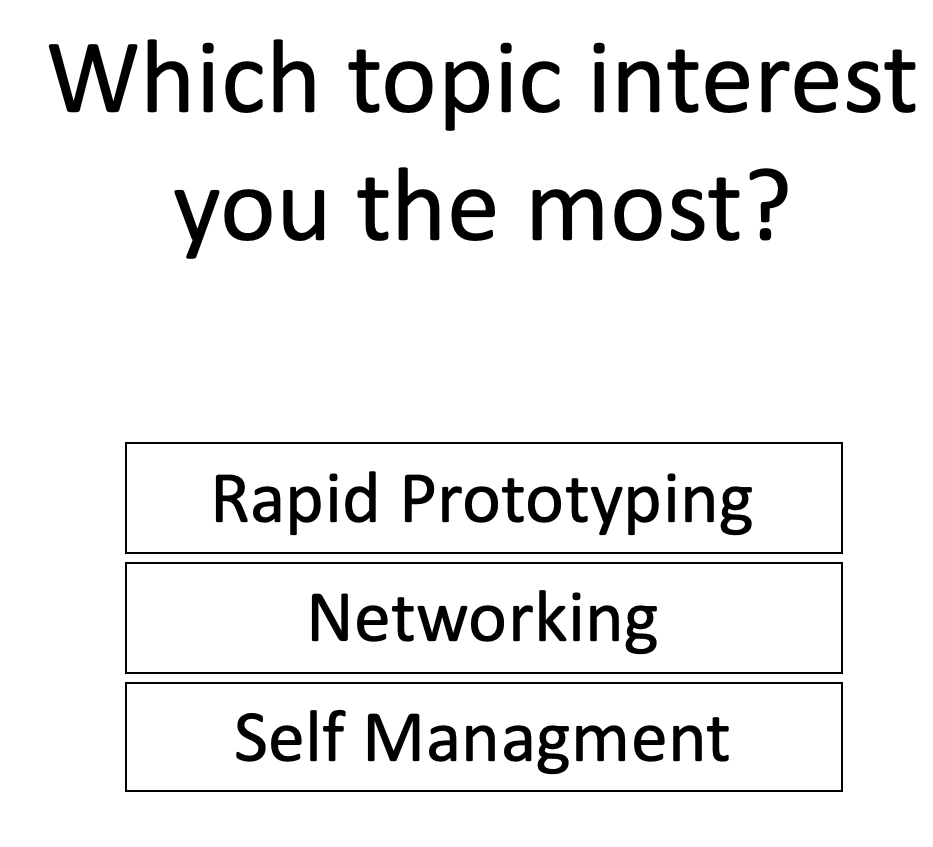 Which topic interest
you the most?
Rapid Prototyping
Networking
Self Managment